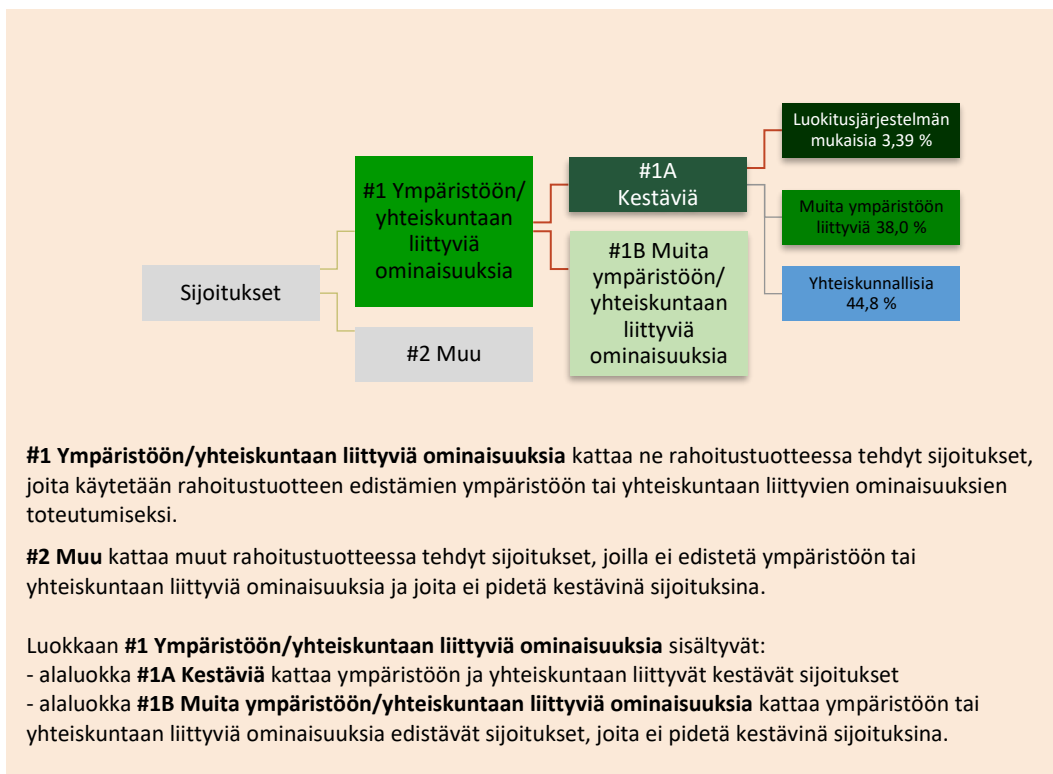 Luokitusjärjestelmän
mukaisia 3,39 %
#1 Ympäristöön/
yhteiskuntaan
liittyviä
ominaisuuksia
#1A
Kestäviä
Muita ympäristöön
liittyviä 38,0 %
#1B Muita
ympäristöön/
yhteiskuntaan
liittyviä
ominaisuuksia
Sijoitukset
Yhteiskunnallisia
44,8 %
#2 Muu
#1 Ympäristöön/yhteiskuntaan liittyviä ominaisuuksia kattaa ne rahoitustuotteessa tehdyt sijoitukset,
joita käytetään rahoitustuotteen edistämien ympäristöön tai yhteiskuntaan liittyvien ominaisuuksien
toteutumiseksi.
#2 Muu kattaa muut rahoitustuotteessa tehdyt sijoitukset, joilla ei edistetä ympäristöön tai
yhteiskuntaan liittyviä ominaisuuksia ja joita ei pidetä kestävinä sijoituksina.
Luokkaan #1 Ympäristöön/yhteiskuntaan liittyviä ominaisuuksia sisältyvät:
- alaluokka #1A Kestäviä kattaa ympäristöön ja yhteiskuntaan liittyvät kestävät sijoitukset
- alaluokka #1B Muita ympäristöön/yhteiskuntaan liittyviä ominaisuuksia kattaa ympäristöön tai
yhteiskuntaan liittyviä ominaisuuksia edistävät sijoitukset, joita ei pidetä kestävinä sijoituksina.